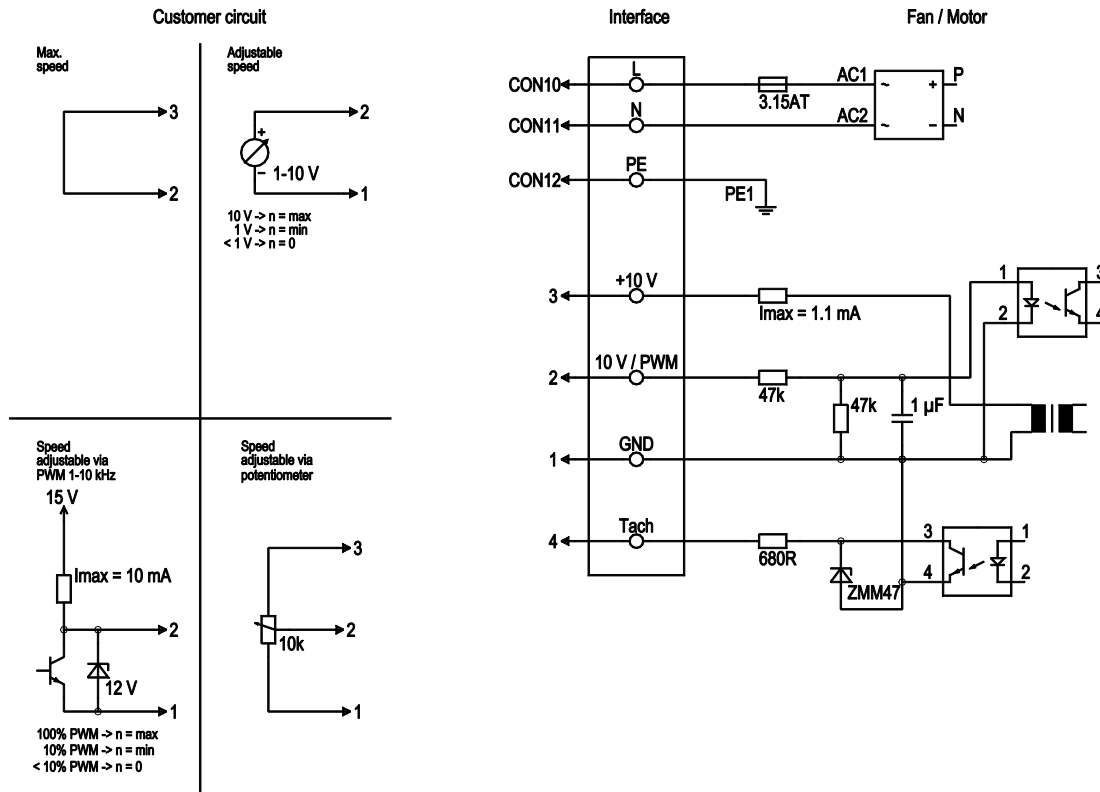 Customer circuit
Interface
Fan / Motor
Max.
speed
3
2
Adjustable
speed
2
+
−
1-10 V
1
10 V -> n = max
1 V -> n = min
< 1 V -> n = 0
Speed
adjustable via
PWM 1-10 kHz
15 V
Imax = 10 mA
2
12 V
1
100% PWM -> n = max
10% PWM -> n = min
< 10% PWM -> n = 0
Speed
adjustable via
potentiometer
3
2
10k
1
L
CON10
3.15AT
AC1
~
+
P
N
CON11
AC2
~
−
N
PE
CON12
PE1
+10 V
3
Imax = 1.1 mA
1
2
3
4
10 V / PWM
2
47k
47k
1 µF
GND
1
Tach
4
680R
ZMM47
3
4
1
2